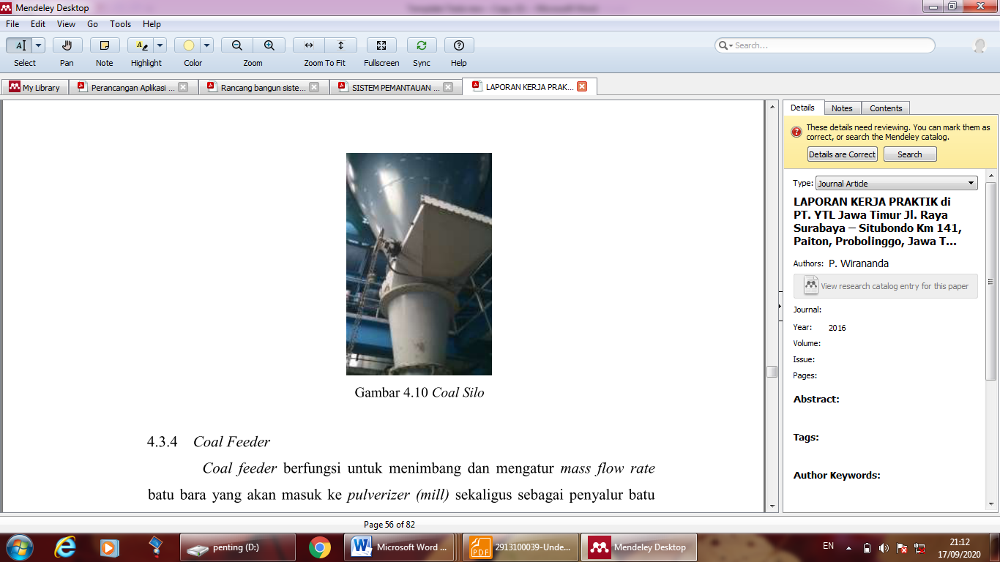 Mendeley Desktop
File Edit View Go Tools Help
Search...
Select Pan Note Highlight Color Zoom Zoom To Fit Fullscreen Sync Help
My Library Perancangan Aplikasi ... Rancang bangun siste... SISTEM PEMANTAUAN ... LAPORAN KERJA PRAK...
Gambar 4.10 Coal Silo
4.3.4 Coal Feeder
Coal feeder berfungsi untuk menimbang dan mengatur mass flow rate
batu bara yang akan masuk ke pulverizer (mill) sekaligus sebagai penyalur batu
Page 56 of 82
Details Notes Contents
These details need reviewing. You can mark them as
correct, or search the Mendeley catalog.
Details are Correct Search
Type: Journal Article
LAPORAN KERJA PRAKTIK di
PT. YTL Jawa Timur Jl. Raya
Surabaya – Situbondo Km 141,
Paiton, Probolinggo, Jawa T...
Authors: P. Wirananda
View research catalog entry for this paper
Journal:
Year: 2016
Volume:
Issue:
Pages:
Abstract:
Tags:
Author Keywords:
penting (D:) Microsoft Word ... PDF 2913100039-Unde... Mendeley Desktop EN 21:12
17/09/2020